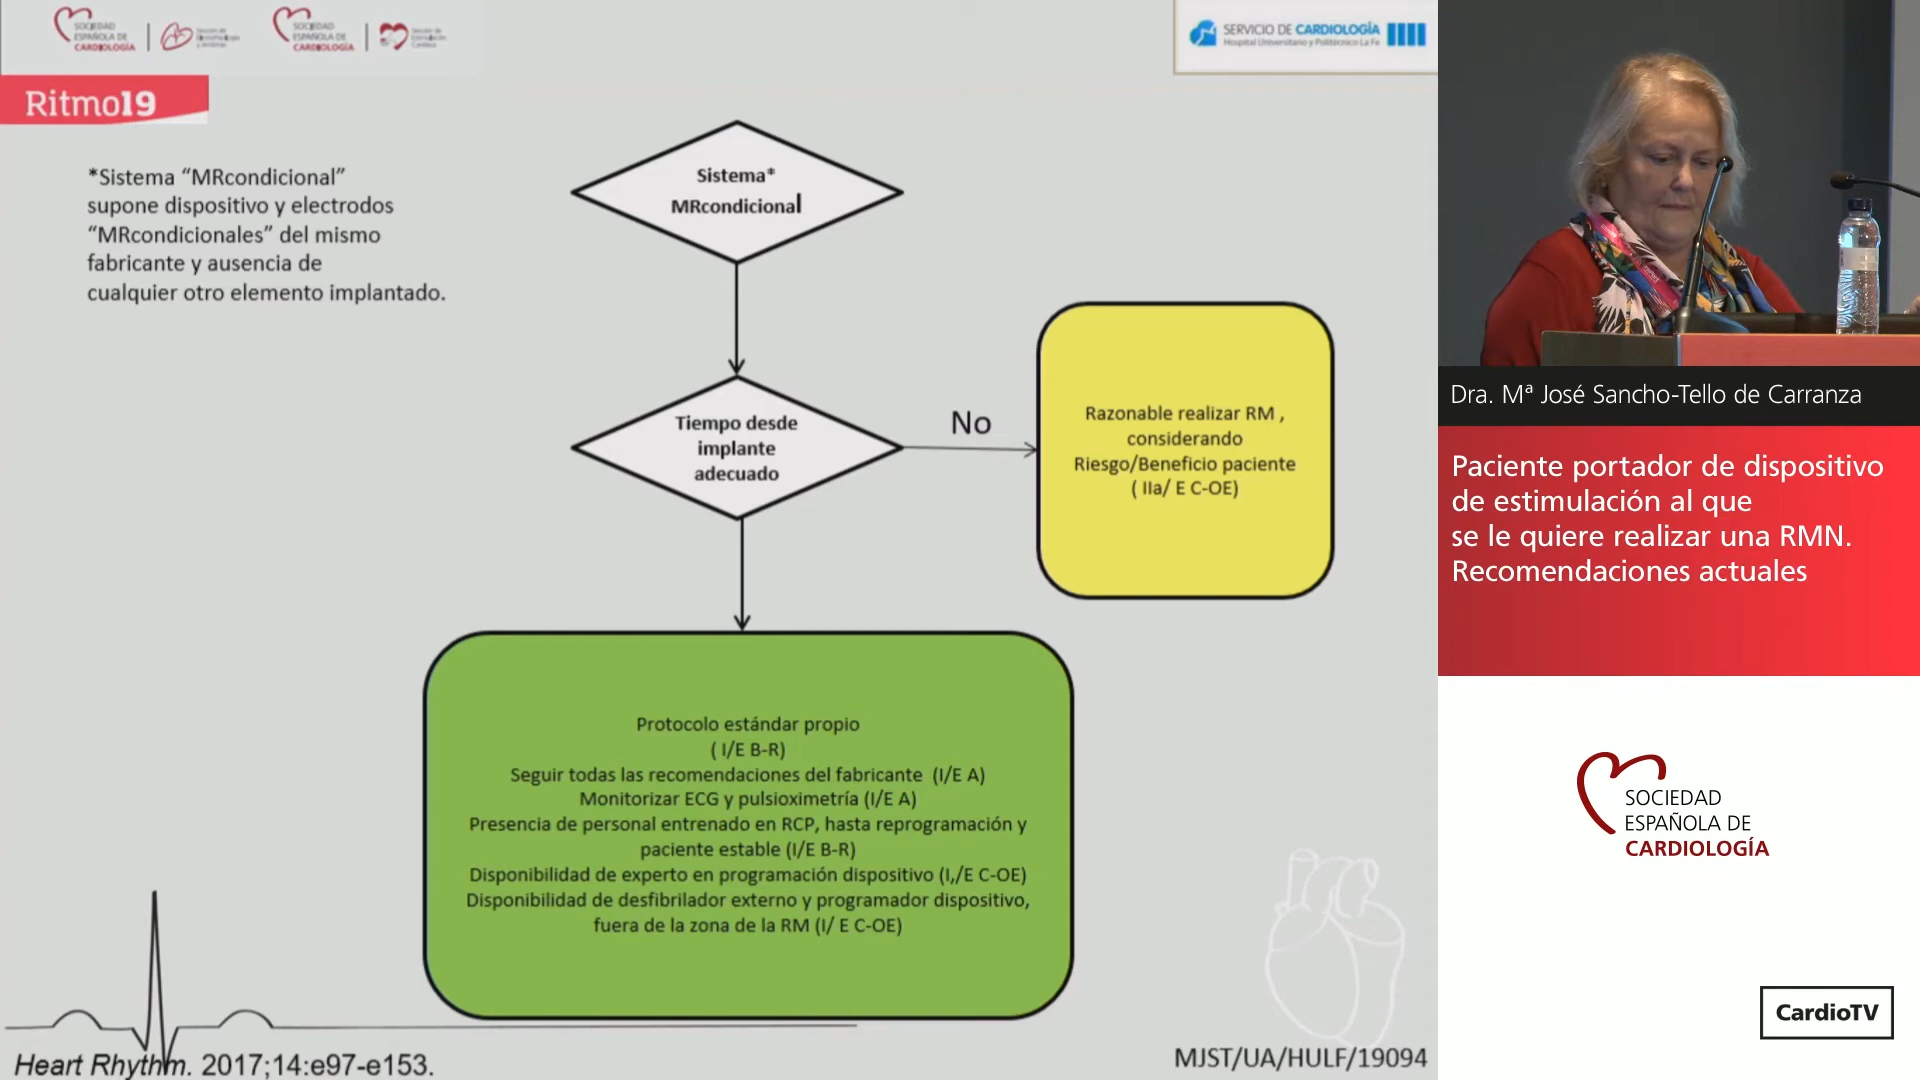 SOCIEDAD
ESPAÑOLA DE
CARDIOLOGÍA
SOCIEDAD
ESPAÑOLA DE
CARDIOLOGÍA
SERVICIO DE CARDIOLOGÍA
Hospital Universitario y Politécnico La Fe
Ritmo19
*Sistema “MRcondicional”
supone dispositivo y electrodos
“MRcondicionales” del mismo
fabricante y ausencia de
cualquier otro elemento implantado.
Sistema*
MRcondicional
Tiempo desde
implante
adecuado
No
Razonable realizar RM ,
considerando
Riesgo/Beneficio paciente
( IIa/ E C-OE)
Protocolo estándar propio
( I/E B-R)
Seguir todas las recomendaciones del fabricante (I/E A)
Monitorizar ECG y pulsioximetría (I/E A)
Presencia de personal entrenado en RCP, hasta reprogramación y
paciente estable (I/E B-R)
Disponibilidad de experto en programación dispositivo (I,/E C-OE)
Disponibilidad de desfibrilador externo y programador dispositivo,
fuera de la zona de la RM (I/ E C-OE)
Heart Rhythm. 2017;14:e97-e153.
MJST/UA/HULF/19094
Dra. Mª José Sancho-Tello de Carranza
Paciente portador de dispositivo
de estimulación al que
se le quiere realizar una RMN.
Recomendaciones actuales
SOCIEDAD
ESPAÑOLA DE
CARDIOLOGÍA
CardioTV